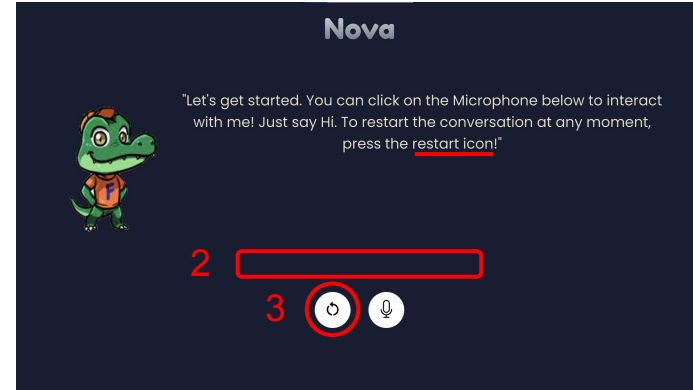 Nova
"Let's get started. You can click on the Microphone below to interact
with me! Just say Hi. To restart the conversation at any moment,
press the restart icon!"
F
2
3